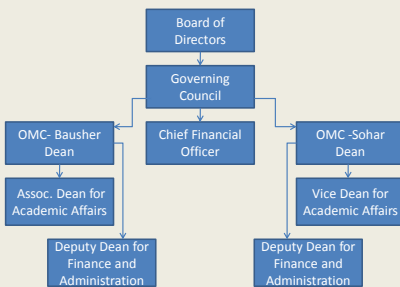 Board of
Directors
Governing
Council
OMC- Bausher
Dean
Chief Financial
Officer
OMC -Sohar
Dean
Assoc. Dean for
Academic Affairs
Vice Dean for
Academic Affairs
Deputy Dean for
Finance and
Administration
Deputy Dean for
Finance and
Administration